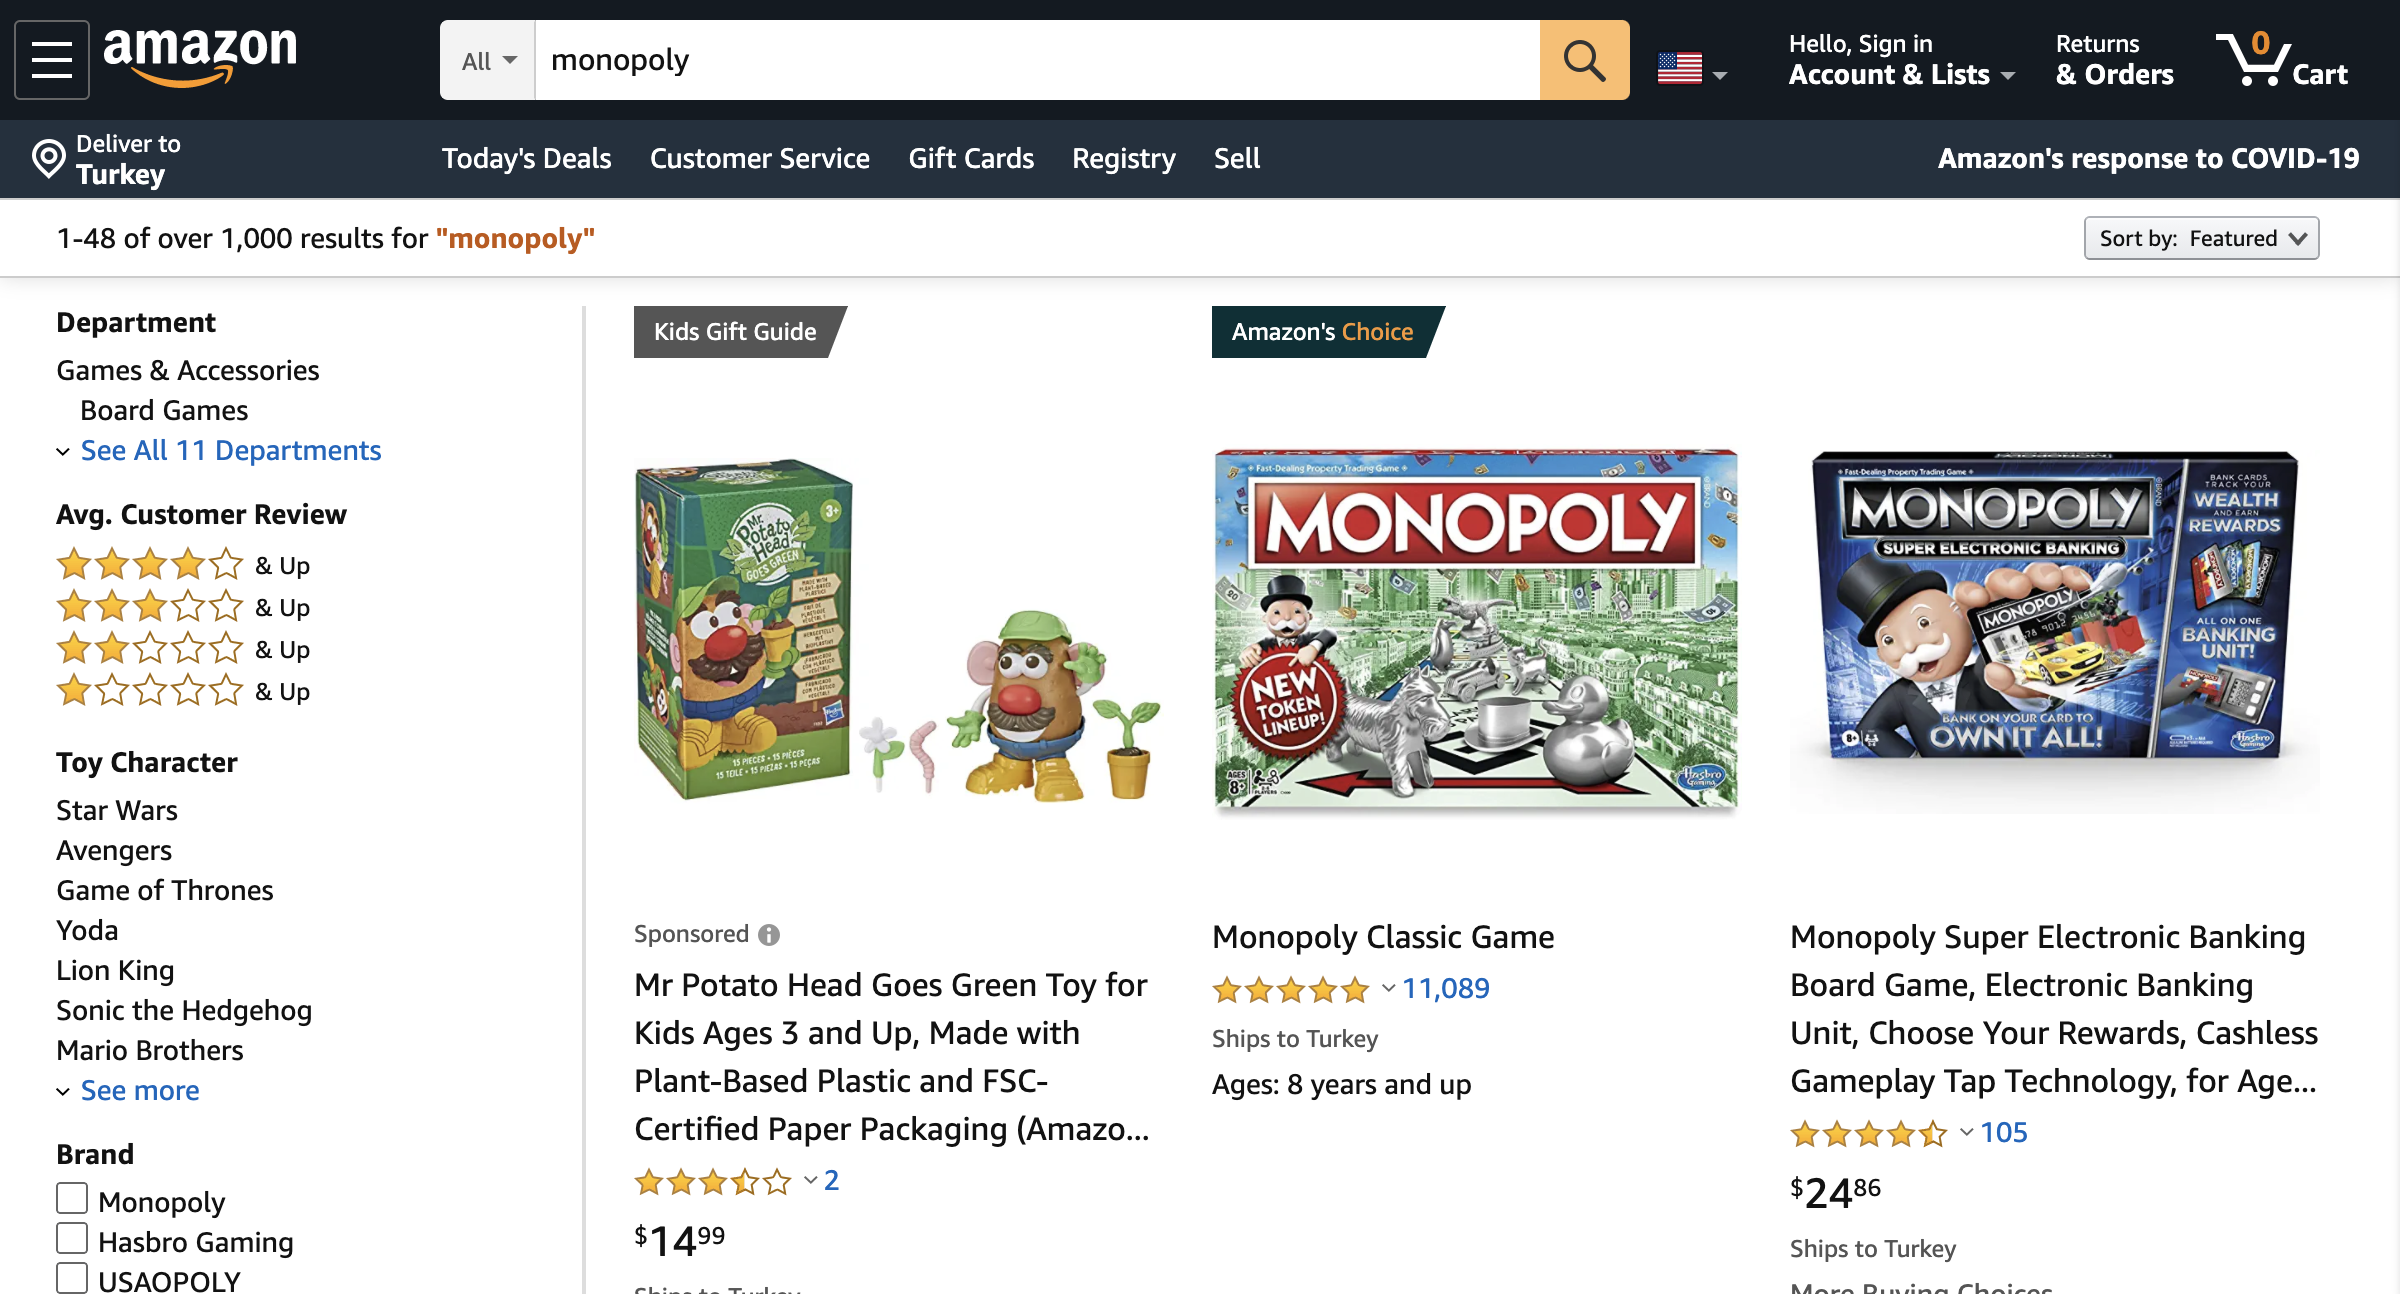 amazon
All
monopoly
Hello, Sign in
Account & Lists
Returns
& Orders
0
Cart
Deliver to
Turkey
Today's Deals
Customer Service
Gift Cards
Registry
Sell
Amazon's response to COVID-19
1-48 of over 1,000 results for "monopoly"
Sort by: Featured
Department
Games & Accessories
Board Games
See All 11 Departments
Avg. Customer Review
& Up
& Up
& Up
& Up
Toy Character
Star Wars
Avengers
Game of Thrones
Yoda
Lion King
Sonic the Hedgehog
Mario Brothers
See more
Brand
Monopoly
Hasbro Gaming
USAOPOLY
Kids Gift Guide
Mr.
Potato
Head
GOES GREEN
3+
15 PIECES • 15 PIÈCES
15 TEILE • 15 PIEZAS • 15 PEÇAS
Sponsored
Mr Potato Head Goes Green Toy for
Kids Ages 3 and Up, Made with
Plant-Based Plastic and FSC-
Certified Paper Packaging (Amazo...
2
$14.99
Ships to Turkey
Amazon's Choice
Fast-Dealing Property Trading Game
MONOPOLY
BRAND
NEW
TOKEN
LINEUP!
AGES
8+
Hasbro
Gaming
Monopoly Classic Game
11,089
Ships to Turkey
Ages: 8 years and up
Fast-Dealing Property Trading Game
MONOPOLY
BRAND
SUPER ELECTRONIC BANKING
MONOPOLY
BANK CARDS
TRACK YOUR
WEALTH
AND EARN
REWARDS
ALL ON ONE
BANKING
UNIT!
BANK ON YOUR CARD TO
OWN IT ALL!
8+
Hasbro
Gaming
Monopoly Super Electronic Banking
Board Game, Electronic Banking
Unit, Choose Your Rewards, Cashless
Gameplay Tap Technology, for Age...
105
$24.86
Ships to Turkey
More Buying Choices